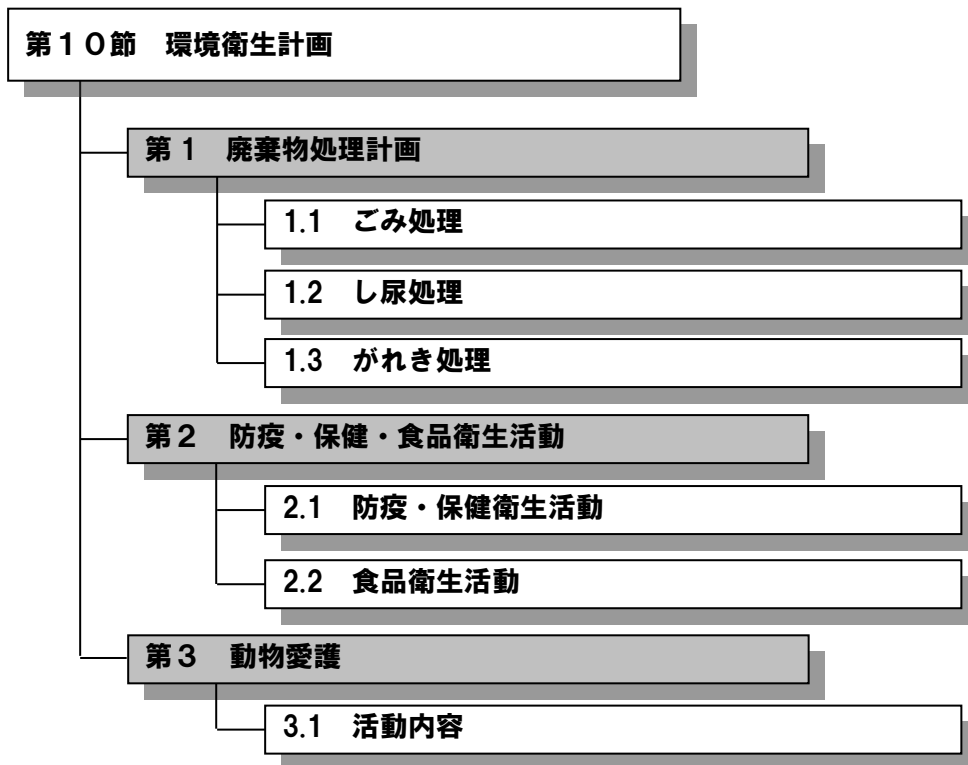 第１０節　環境衛生計画
第１　廃棄物処理計画
1.1　ごみ処理
1.2　し尿処理
1.3　がれき処理
第２　防疫・保健・食品衛生活動
2.1　防疫・保健衛生活動
2.2　食品衛生活動
第３　動物愛護
3.1　活動内容